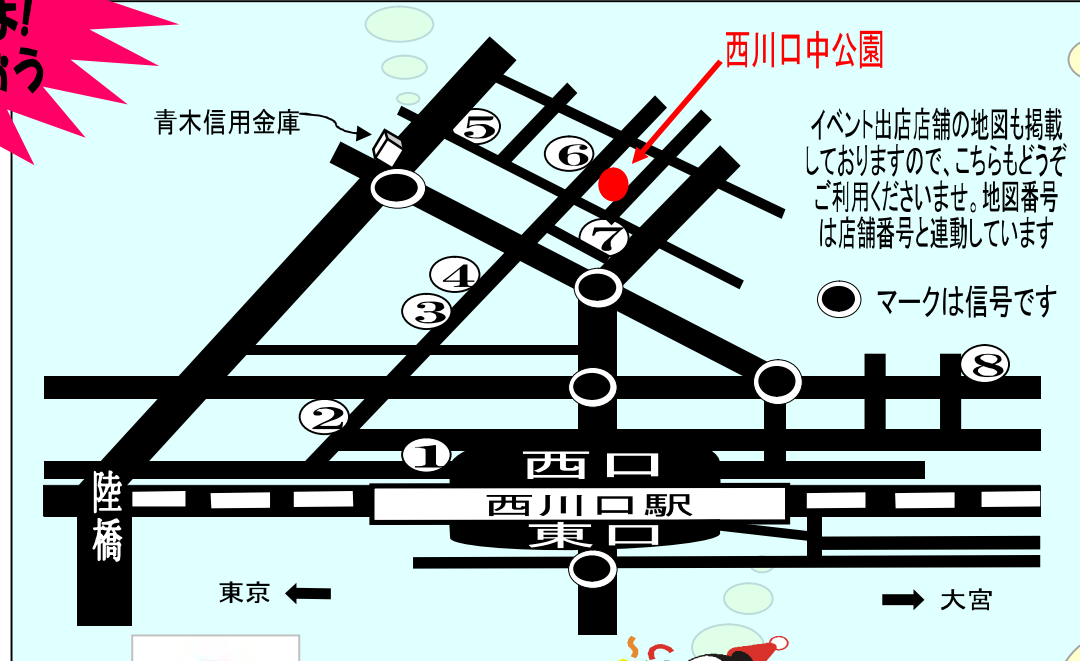 よ!
おう
西川口中公園
青木信用金庫
イベント出店店舗の地図も掲載
しておりますので、こちらもどうぞ
ご利用くださいませ。地図番号
は店舗番号と連動しています
マークは信号です
5
6
7
4
3
8
2
1
西口
西川口駅
東口
陸橋
東京
大宮